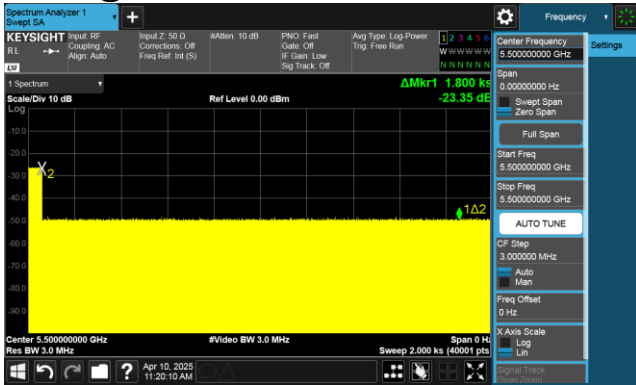 Spectrum Analyzer 1
Swept SA
Frequency
KEYSIGHT
RL
LXI
Input: RF
Coupling: AC
Align: Auto
Input Z: 50 Ω
Corrections: Off
Freq Ref: Int (S)
#Atten: 10 dB
PNO: Fast
Gate: Off
IF Gain: Low
Sig Track: Off
Avg Type: Log-Power
Trig: Free Run
1 2 3 4 5 6
W W W W W W
N N N N N N
1 Spectrum
ΔMkr1 1.800 ks
Scale/Div 10 dB
Ref Level 0.00 dBm
-23.35 dB
Log
-10.0
-20.0
-30.0
-40.0
-50.0
-60.0
-70.0
-80.0
-90.0
X2
1Δ2
Center 5.500000000 GHz
#Video BW 3.0 MHz
Span 0 Hz
Res BW 3.0 MHz
Sweep 2.000 ks (40001 pts
Apr 10, 2025
11:20:10 AM
Center Frequency
5.500000000 GHz
Span
0.00000000 Hz
Swept Span
Zero Span
Full Span
Start Freq
5.500000000 GHz
Stop Freq
5.500000000 GHz
AUTO TUNE
CF Step
3.000000 MHz
Auto
Man
Freq Offset
0 Hz
X Axis Scale
Log
Lin
Signal Track
(Span Zoom)
Settings